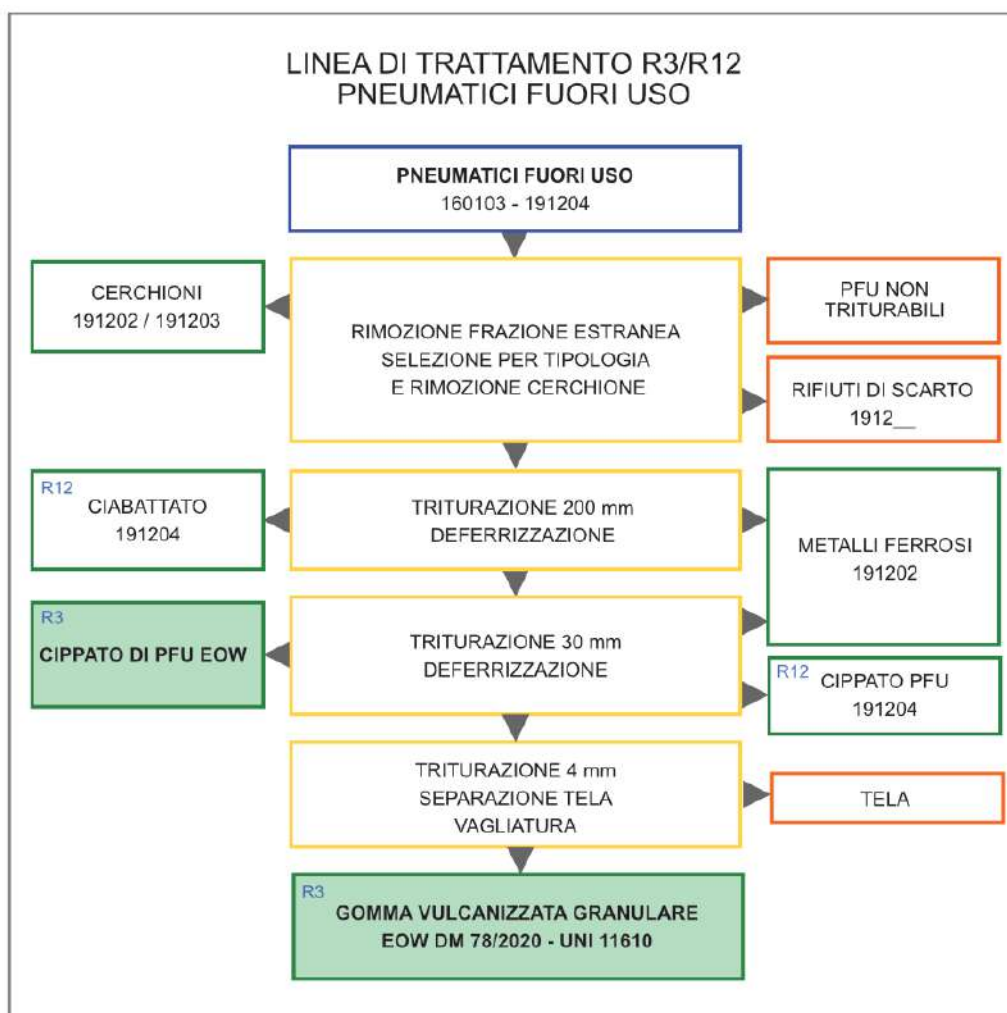 LINEA DI TRATTAMENTO R3/R12
PNEUMATICI FUORI USO
PNEUMATICI FUORI USO
160103 - 191204
CERCHIONI
191202 / 191203
RIMOZIONE FRAZIONE ESTRANEA
SELEZIONE PER TIPOLOGIA
E RIMOZIONE CERCHIONE
PFU NON
TRITURABILI
RIFIUTI DI SCARTO
1912__
R12
CIABATTATO
191204
TRITURAZIONE 200 mm
DEFERRIZZAZIONE
METALLI FERROSI
191202
R3
CIPPATO DI PFU EOW
TRITURAZIONE 30 mm
DEFERRIZZAZIONE
R12
CIPPATO PFU
191204
TRITURAZIONE 4 mm
SEPARAZIONE TELA
VAGLIATURA
TELA
R3
GOMMA VULCANIZZATA GRANULARE
EOW DM 78/2020 - UNI 11610